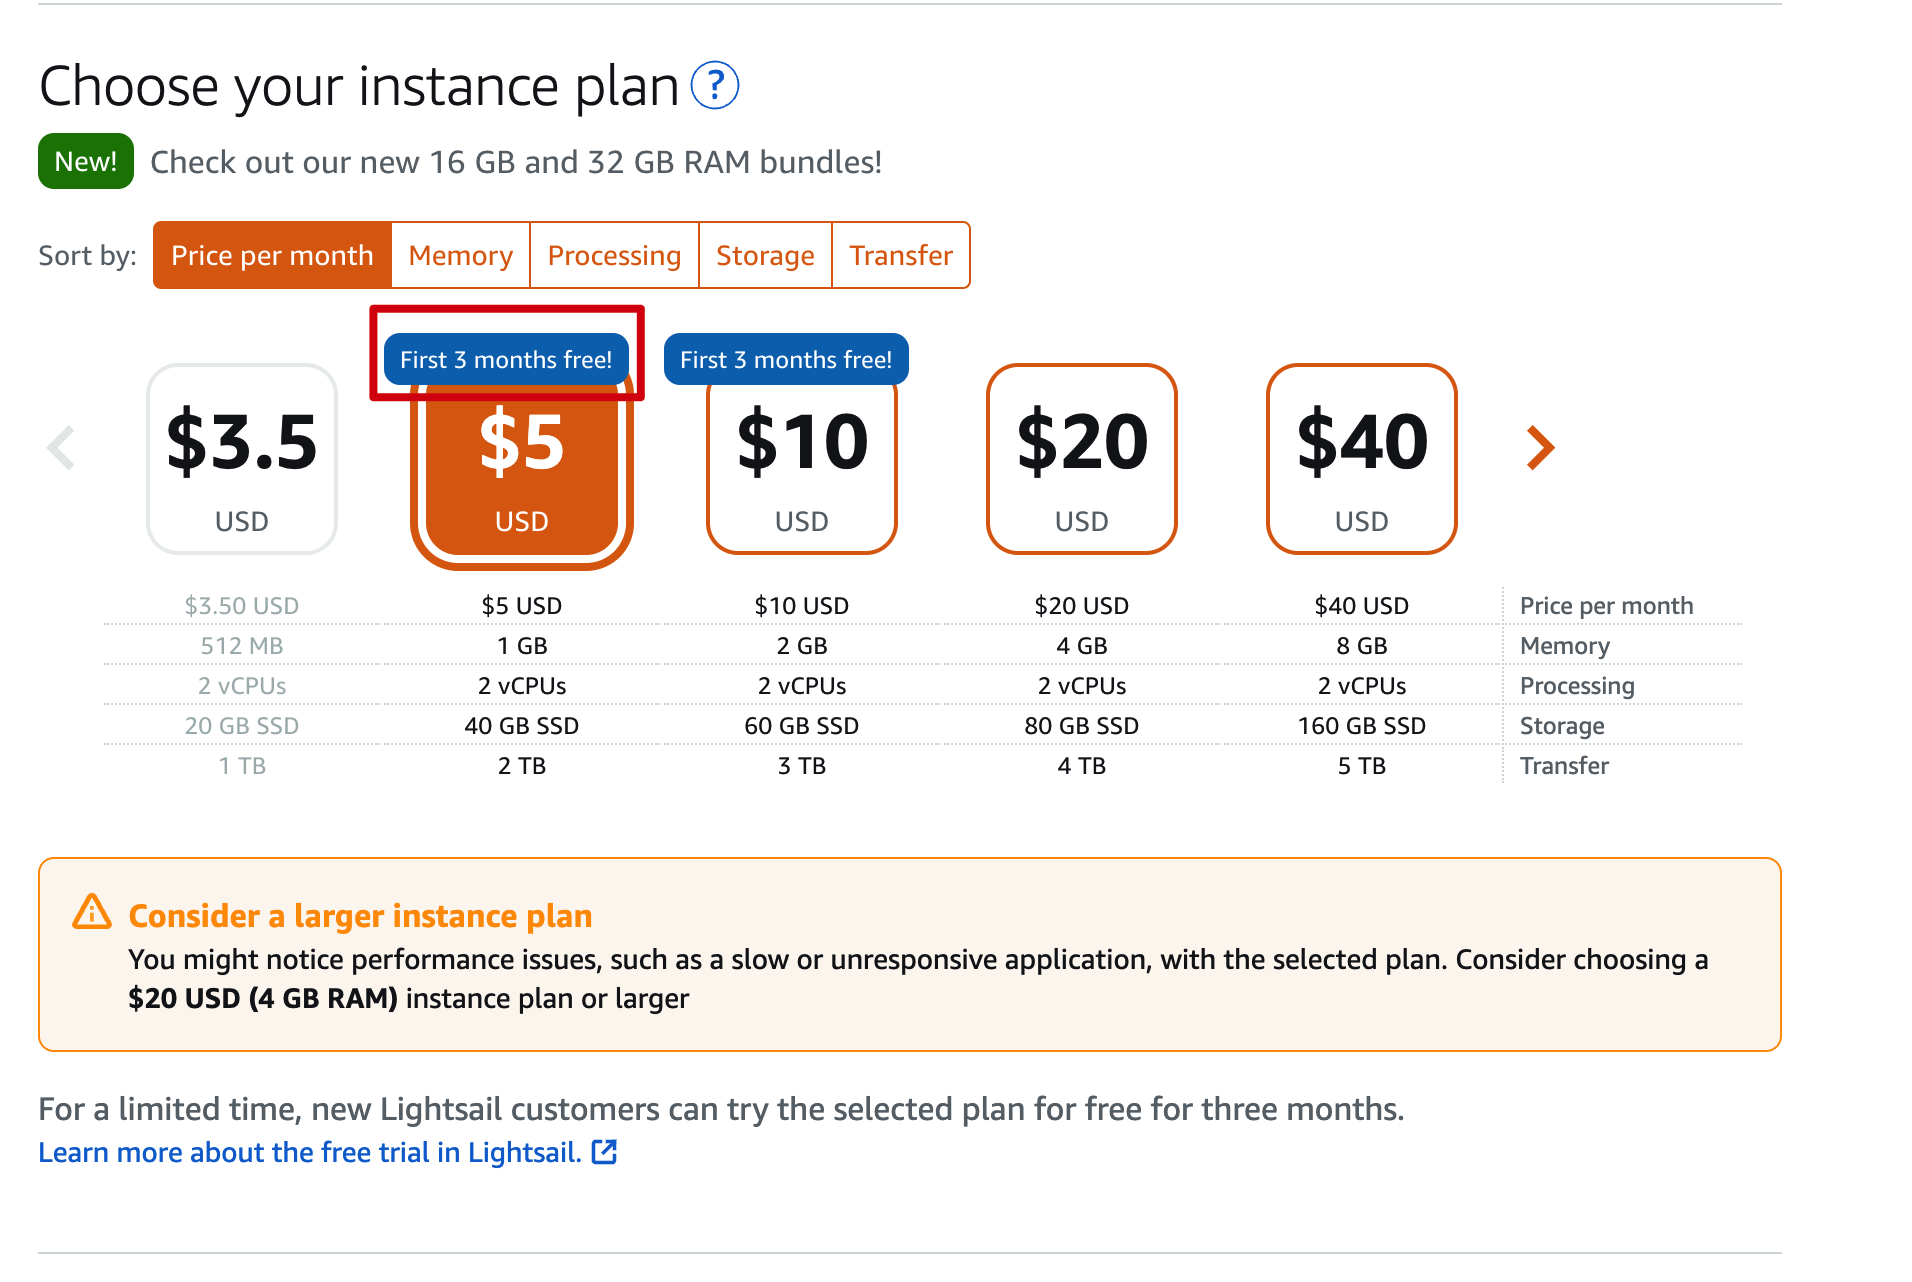 Choose your instance plan ?
New! Check out our new 16 GB and 32 GB RAM bundles!
Sort by: Price per month Memory Processing Storage Transfer
First 3 months free! First 3 months free!
$3.5 $5 $10 $20 $40
USD USD USD USD USD
$3.50 USD $5 USD $10 USD $20 USD $40 USD Price per month
512 MB 1 GB 2 GB 4 GB 8 GB Memory
2 vCPUs 2 vCPUs 2 vCPUs 2 vCPUs 2 vCPUs Processing
20 GB SSD 40 GB SSD 60 GB SSD 80 GB SSD 160 GB SSD Storage
1 TB 2 TB 3 TB 4 TB 5 TB Transfer
Consider a larger instance plan
You might notice performance issues, such as a slow or unresponsive application, with the selected plan. Consider choosing a
$20 USD (4 GB RAM) instance plan or larger
For a limited time, new Lightsail customers can try the selected plan for free for three months.
Learn more about the free trial in Lightsail.